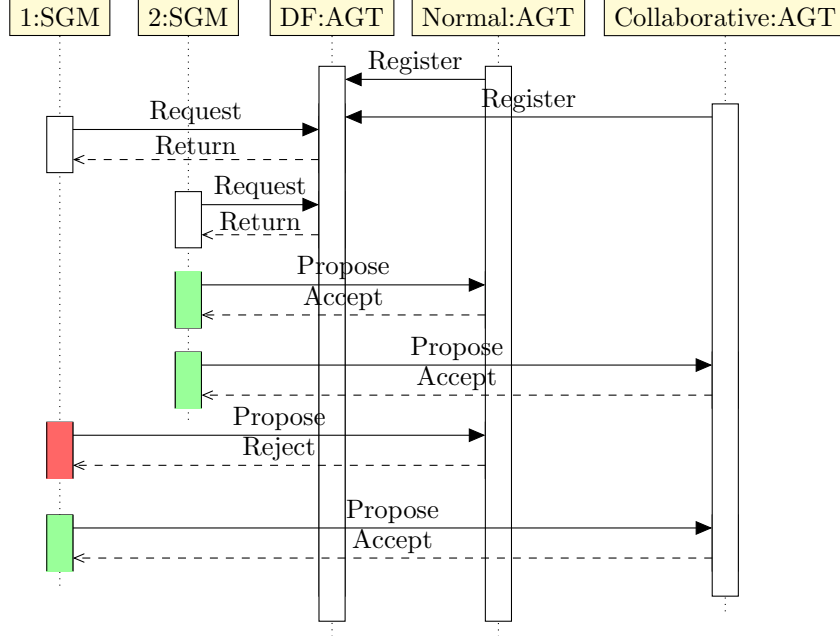 1:SGM
2:SGM
DF:AGT
Normal:AGT
Collaborative:AGT
Register
Register
Request
Return
Request
Return
Propose
Accept
Propose
Accept
Propose
Reject
Propose
Accept